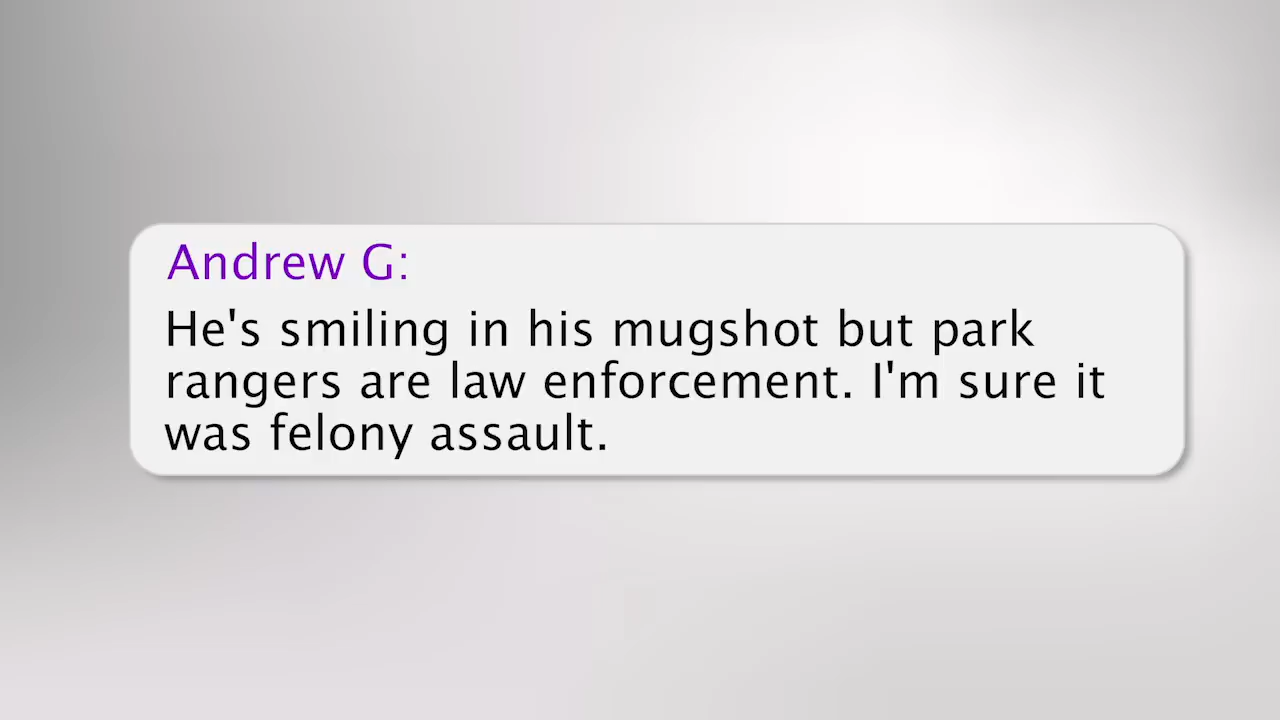 Andrew G:
He's smiling in his mugshot but park
rangers are law enforcement. I'm sure it
was felony assault.